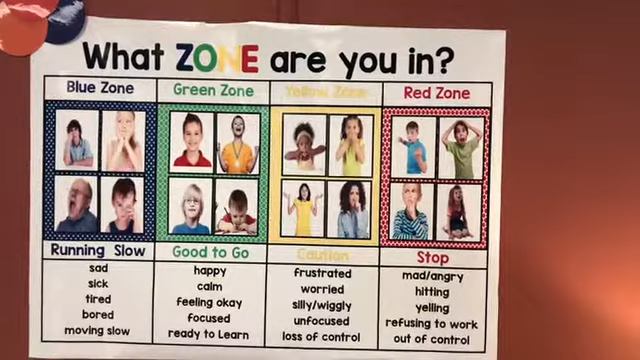 What ZONE are you in?
Blue Zone
Green Zone
Yellow Zone
Red Zone
Running Slow
Good to Go
Caution
Stop
sad
sick
tired
bored
moving slow
happy
calm
feeling okay
focused
ready to Learn
frustrated
worried
silly/wiggly
unfocused
loss of control
mad/angry
hitting
yelling
refusing to work
out of control